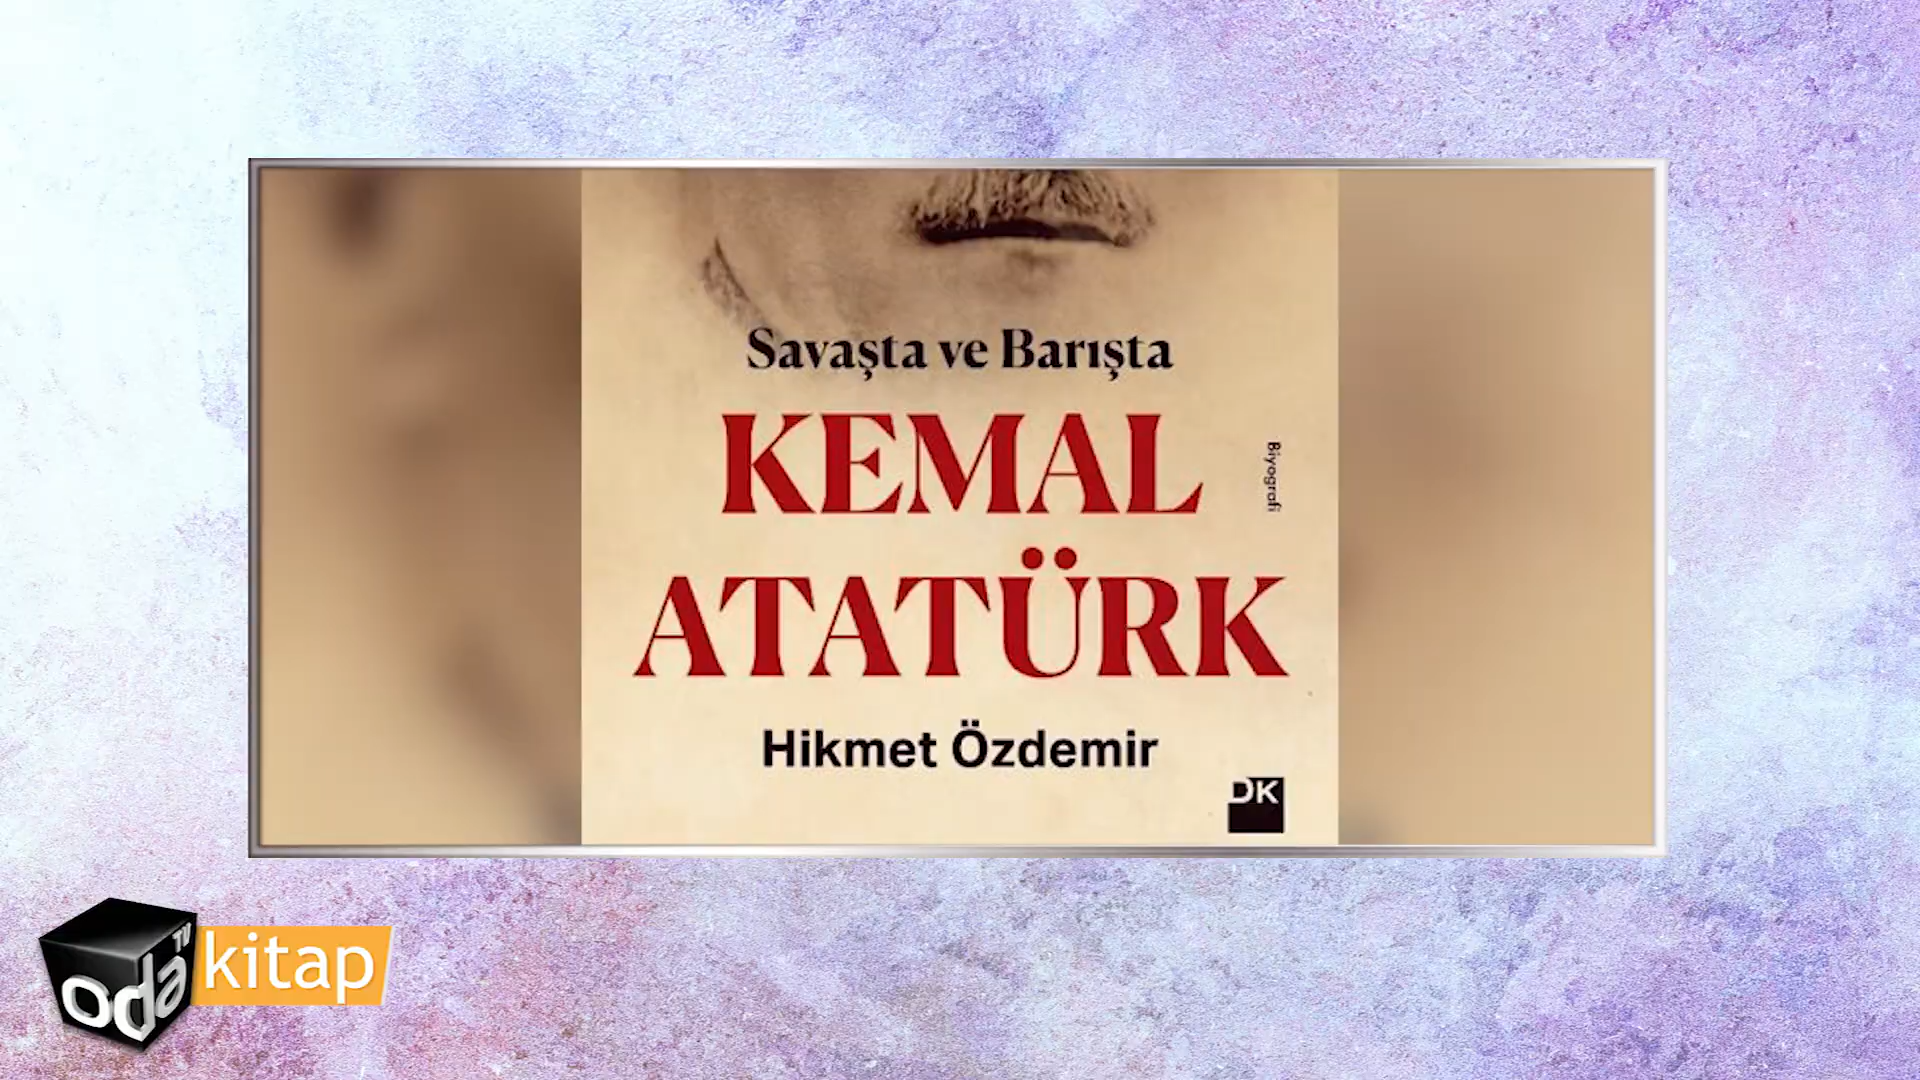 Savaşta ve Barışta
KEMAL
ATATÜRK
Biyografi
Hikmet Özdemir
DK
oda TV
kitap